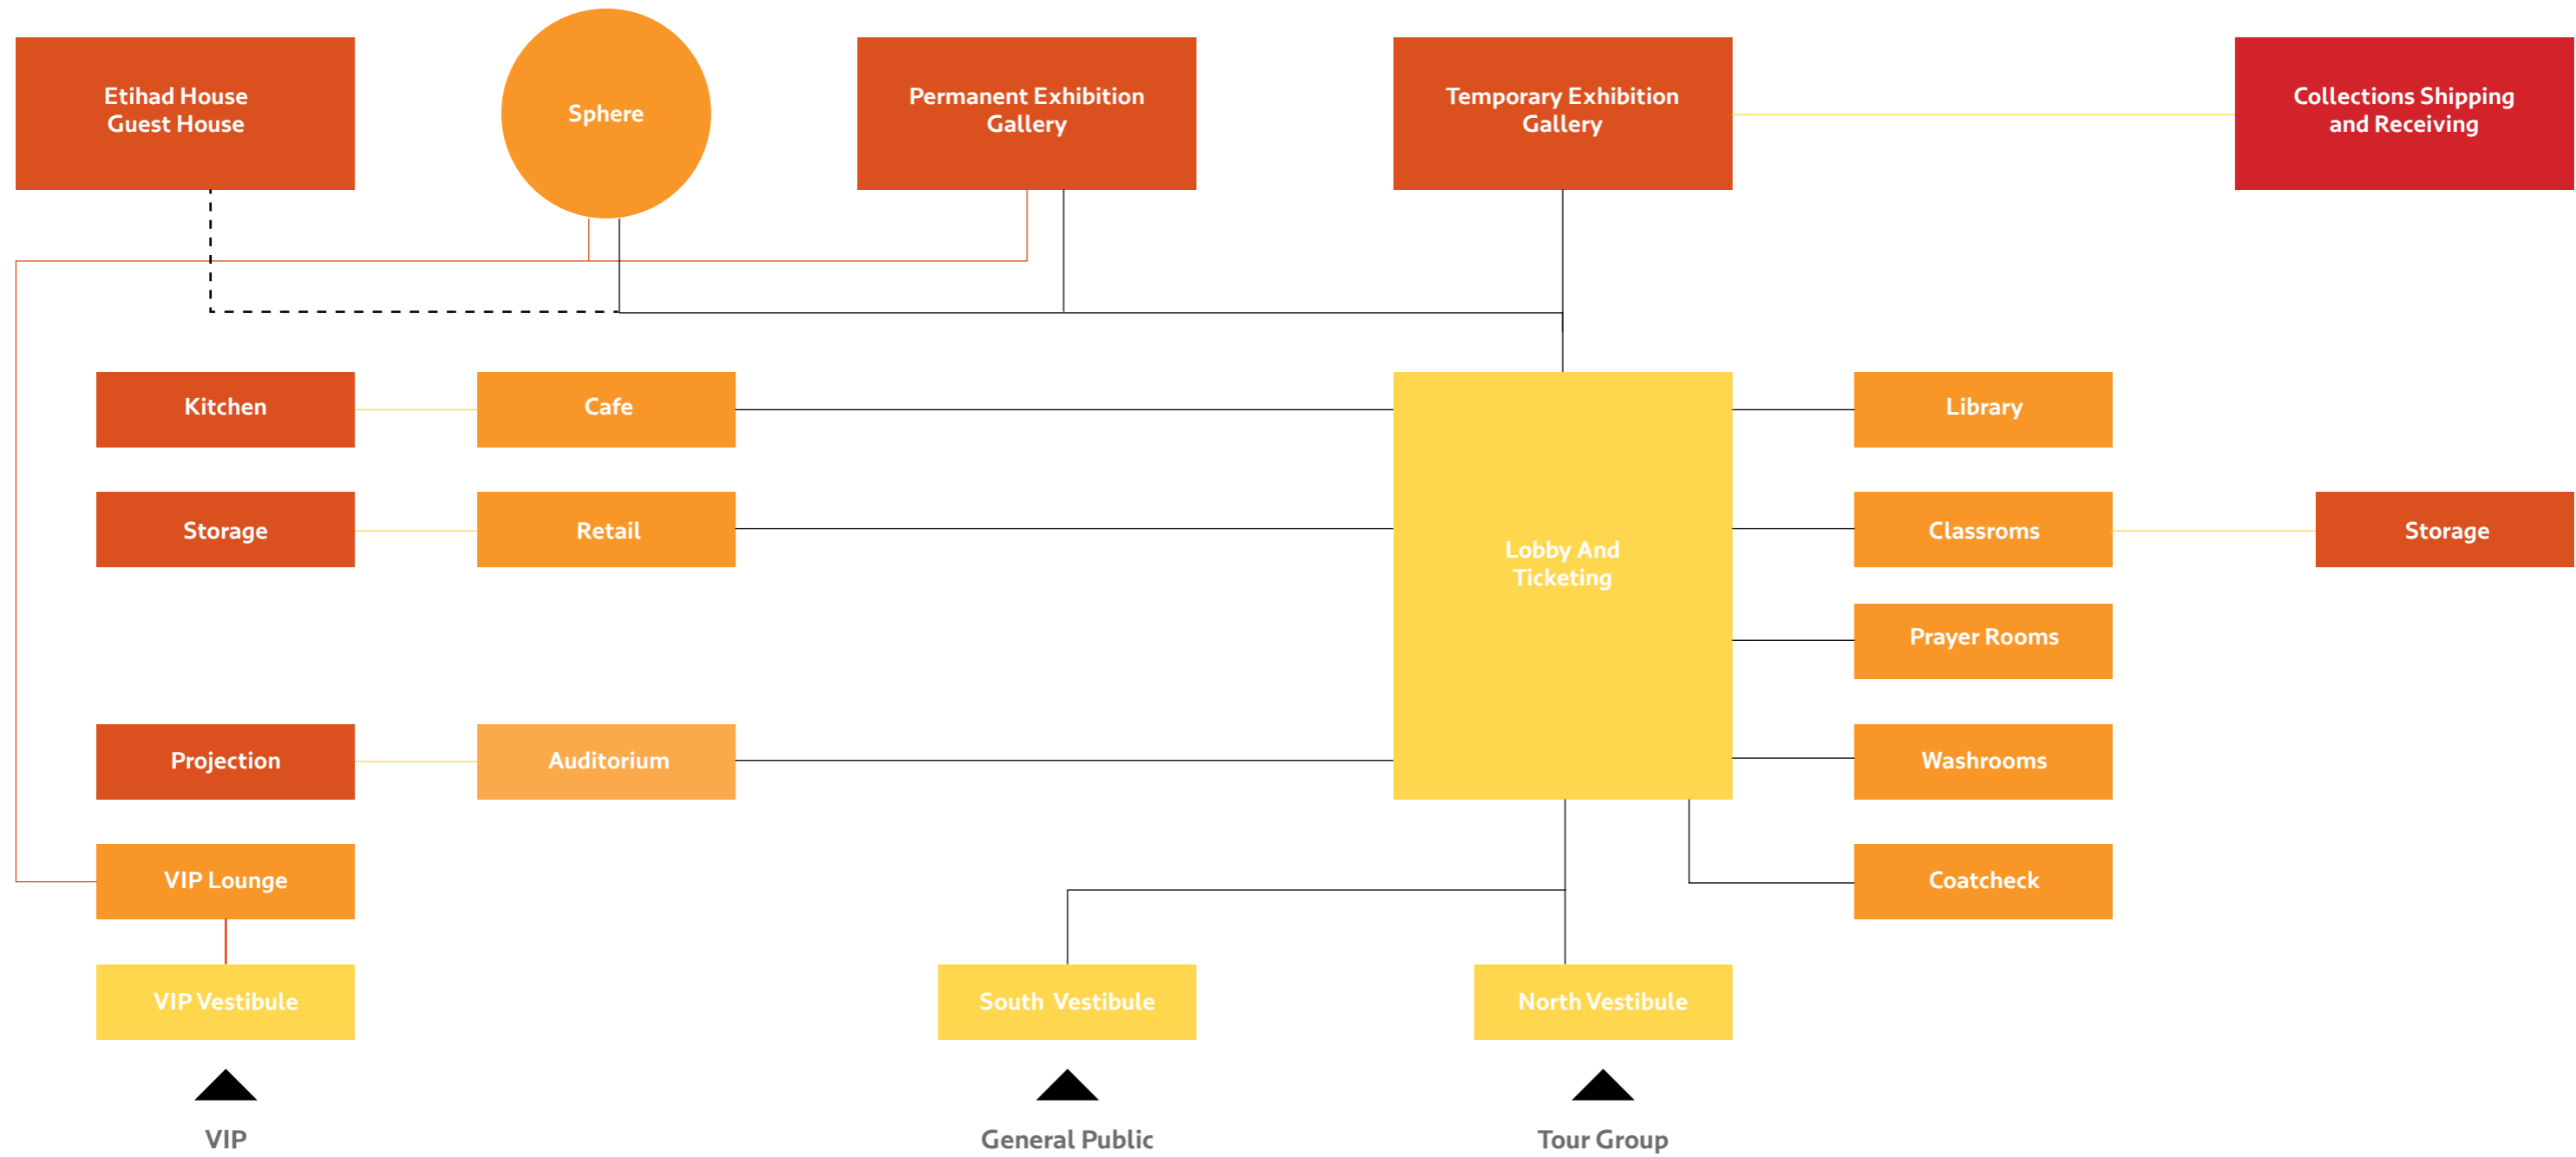 Etihad House
Guest House
Sphere
Permanent Exhibition
Gallery
Temporary Exhibition
Gallery
Collections Shipping
and Receiving
Kitchen
Cafe
Library
Storage
Retail
Lobby And
Ticketing
Classroms
Storage
Prayer Rooms
Projection
Auditorium
Washrooms
VIP Lounge
Coatcheck
VIP Vestibule
South Vestibule
North Vestibule
VIP
General Public
Tour Group